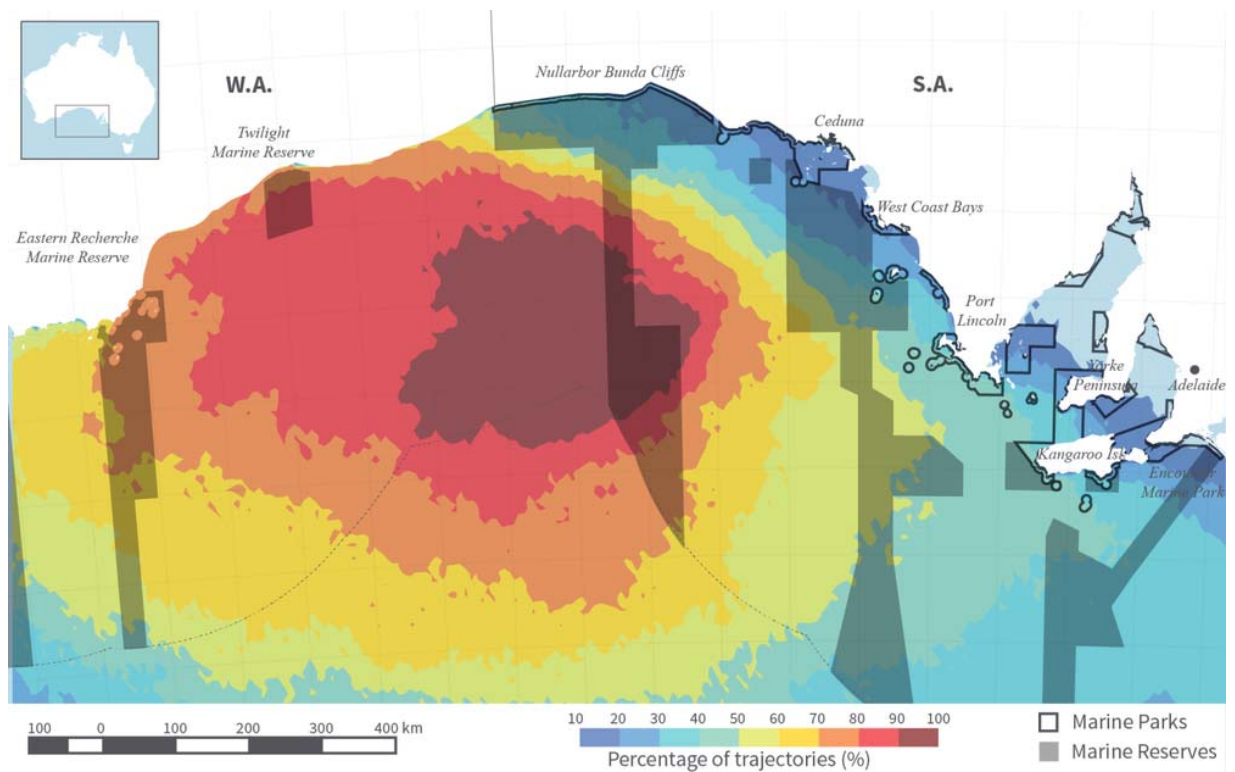 Nullarbor Bunda Cliffs
W.A.
S.A.
Twilight
Marine Reserve
Ceduna
West Coast Bays
Eastern Recherche
Marine Reserve
Port
Lincoln
Yorke
Peninsula
Adelaide
Kangaroo Isl
Encounter
Marine Park
100 0 100 200 300 400 km
10 20 30 40 50 60 70 80 90 100
Percentage of trajectories (%)
Marine Parks
Marine Reserves